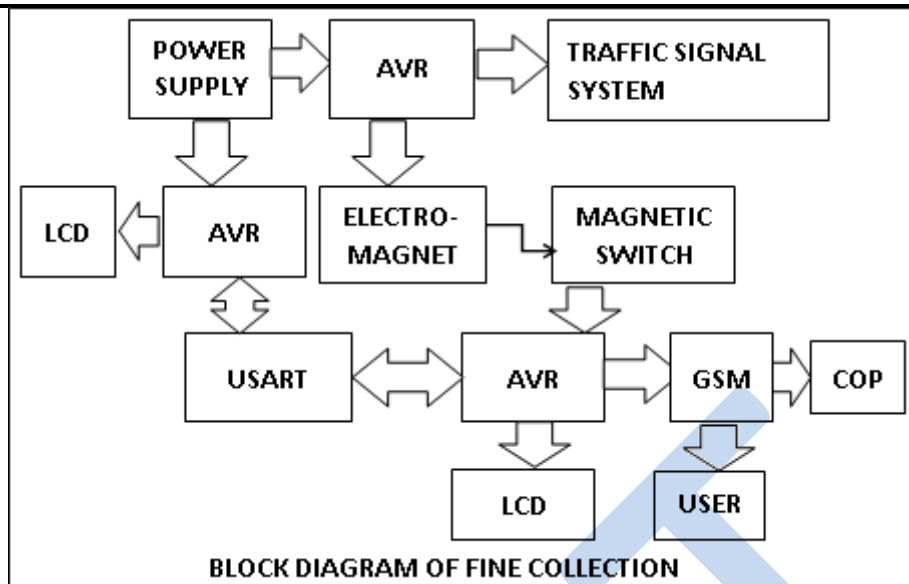 POWER
SUPPLY
AVR
TRAFFIC SIGNAL
SYSTEM
LCD
AVR
ELECTRO-
MAGNET
MAGNETIC
SWITCH
USART
AVR
GSM
COP
LCD
USER
BLOCK DIAGRAM OF FINE COLLECTION